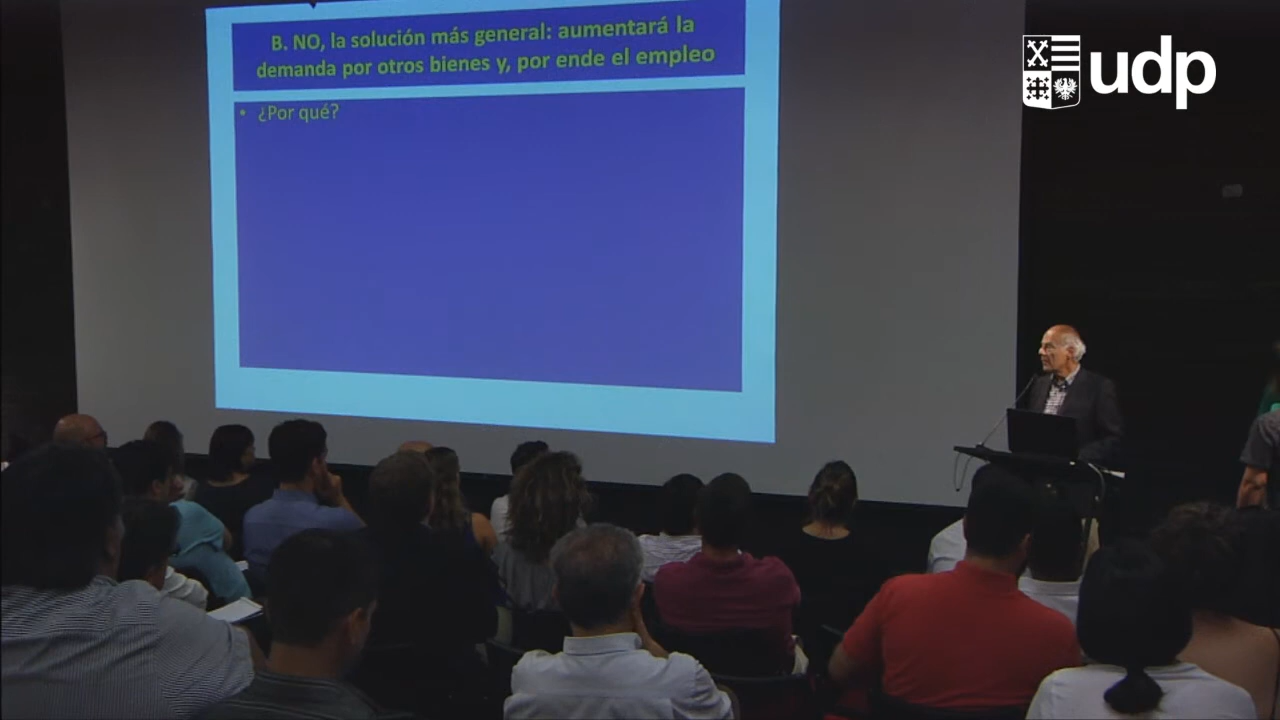 B. NO, la solución más general: aumentará la
demanda por otros bienes y, por ende el empleo
• ¿Por qué?
udp